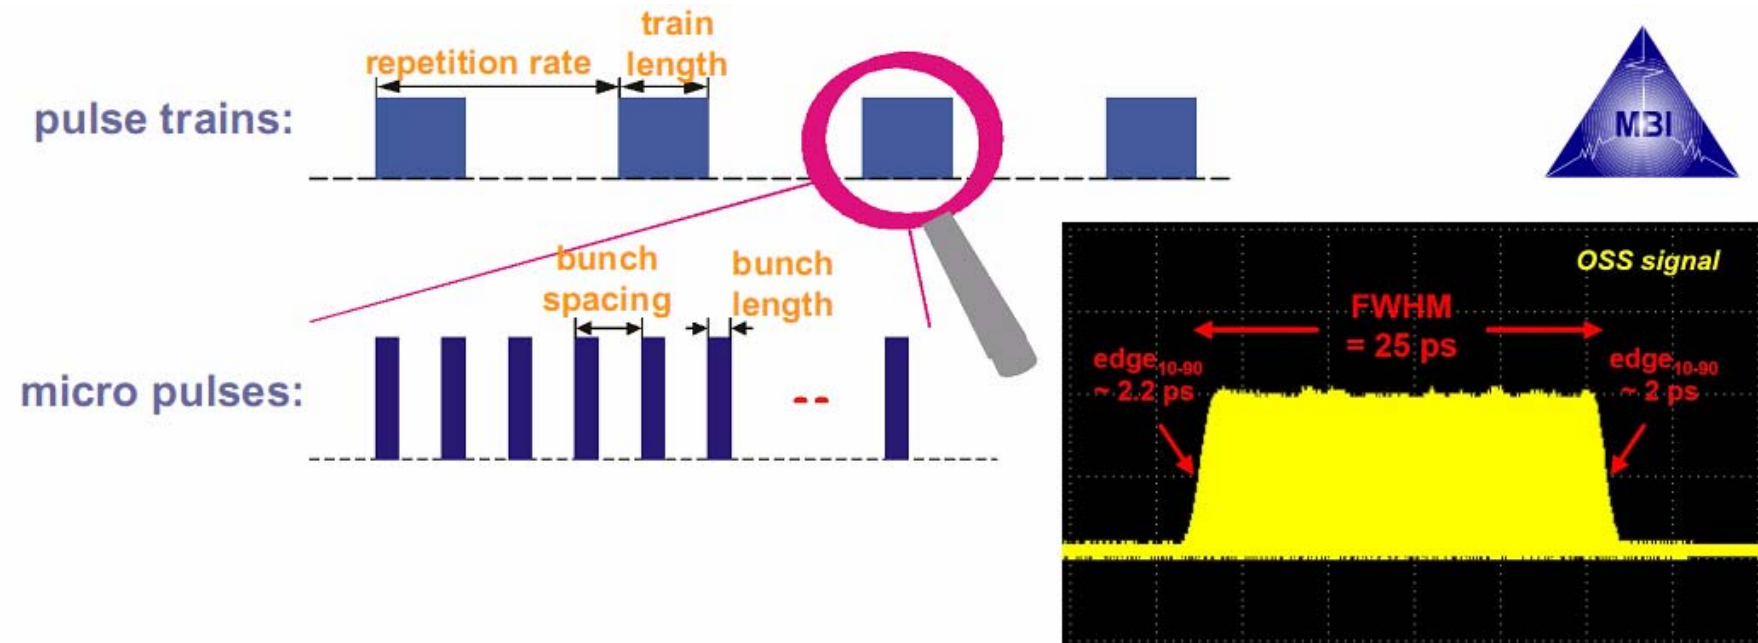 train
length
repetition rate
pulse trains:
MBI
bunch
spacing
bunch
length
micro pulses:
--
OSS signal
FWHM
= 25 ps
edge10-90
~ 2.2 ps
edge10-90
~ 2 ps